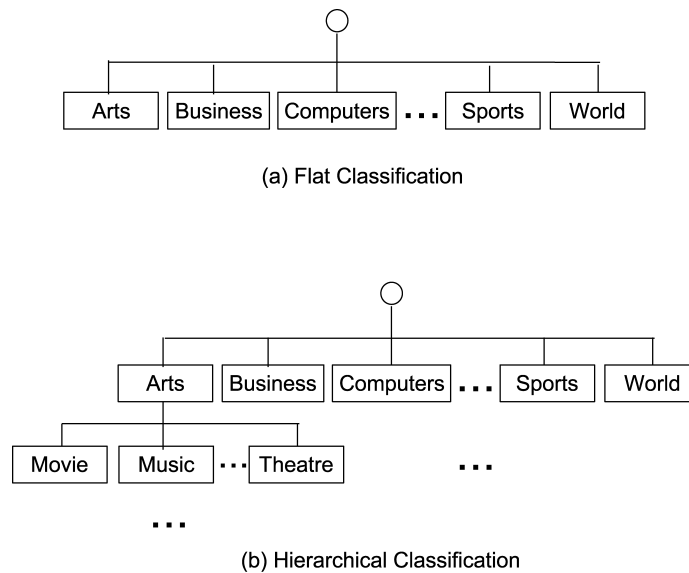 Arts Business Computers ... Sports World
(a) Flat Classification
Arts Business Computers ... Sports World
Movie Music ... Theatre ...
...
(b) Hierarchical Classification